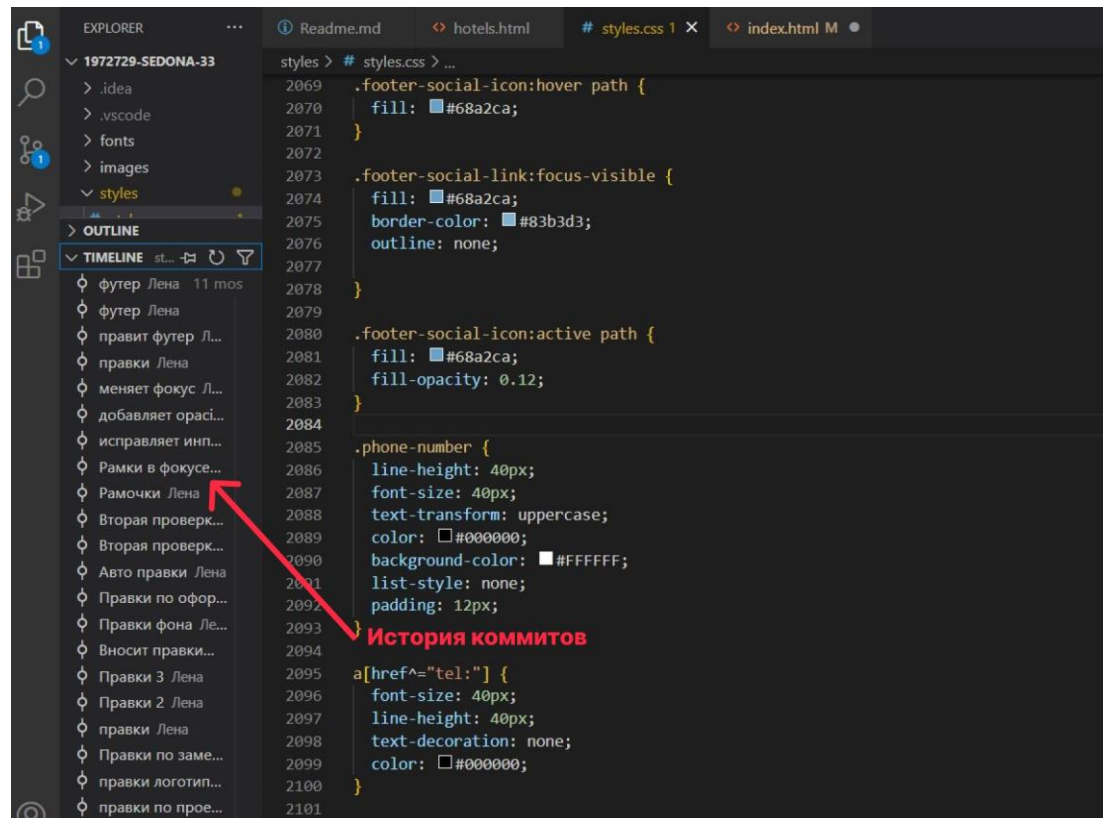 EXPLORER ···
Readme.md
hotels.html
styles.css 1
index.html M
1972729-SEDONA-33
.idea
.vscode
fonts
images
styles
OUTLINE
TIMELINE st...
футер Лена 11 mos
футер Лена
правит футер Л...
правки Лена
меняет фокус Л...
добавляет opaci...
исправляет инп...
Рамки в фокусе...
Рамочки Лена
Вторая проверк...
Вторая проверк...
Авто правки Лена
Правки по офор...
Правки фона Ле...
Вносит правки...
Правки 3 Лена
Правки 2 Лена
правки Лена
Правки по заме...
правки логотип...
правки по прое...
1
1
styles > # styles.css > ...
2069 .footer-social-icon:hover path {
2070 fill: #68a2ca;
2071 }
2072
2073 .footer-social-link:focus-visible {
2074 fill: #68a2ca;
2075 border-color: #83b3d3;
2076 outline: none;
2077
2078 }
2079
2080 .footer-social-icon:active path {
2081 fill: #68a2ca;
2082 fill-opacity: 0.12;
2083 }
2084
2085 .phone-number {
2086 line-height: 40px;
2087 font-size: 40px;
2088 text-transform: uppercase;
2089 color: #000000;
2090 background-color: #FFFFFF;
2091 list-style: none;
2092 padding: 12px;
2093 }
История коммитов
2094
2095 a[href^="tel:"] {
2096 font-size: 40px;
2097 line-height: 40px;
2098 text-decoration: none;
2099 color: #000000;
2100 }
2101